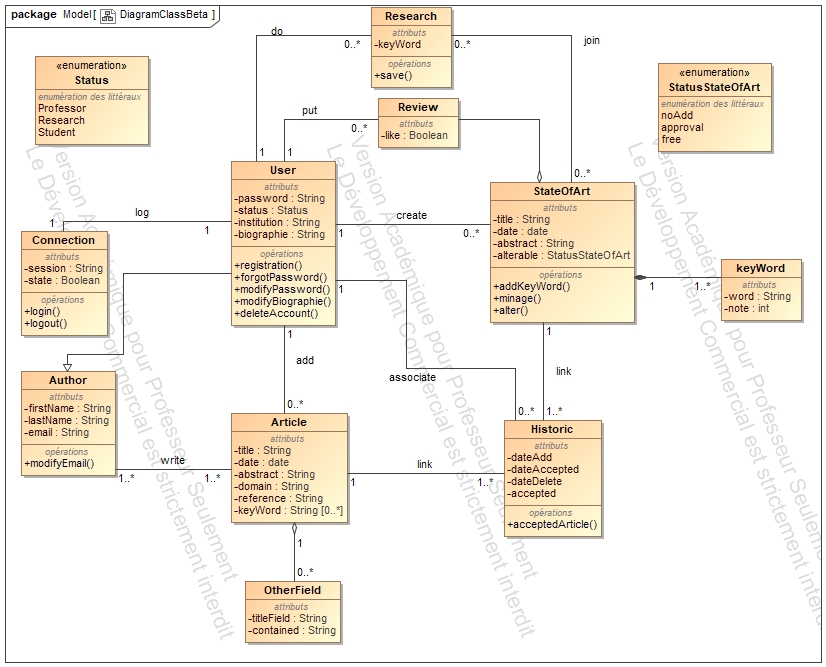 package Model[ DiagramClassBeta ]
Research
attributs
-keyWord
opérations
+save()
do
0..*
0..*
join
«enumeration»
Status
enumération des littéraux
Professor
Research
Student
«enumeration»
StatusStateOfArt
enumération des littéraux
noAdd
approval
free
put
0..*
Review
attributs
-like : Boolean
1
1
0..*
User
attributs
-password : String
-status : Status
-institution : String
-biographie : String
opérations
+registration()
+forgotPassword()
+modifyPassword()
+modifyBiographie()
+deleteAccount()
StateOfArt
attributs
-title : String
-date : date
-abstract : String
-alterable : StatusStateOfArt
opérations
+addKeyWord()
+minage()
+alter()
log
1
1
create
1
0..*
Connection
attributs
-session : String
-state : Boolean
opérations
+login()
+logout()
keyWord
attributs
-word : String
-note : int
1
1..*
1
1
add
0..*
associate
0..*
1
link
1..*
Author
attributs
-firstName : String
-lastName : String
-email : String
opérations
+modifyEmail()
write
1..*
1..*
Article
attributs
-title : String
-date : date
-abstract : String
-domain : String
-reference : String
-keyWord : String [0..*]
link
1
1..*
Historic
attributs
-dateAdd
-dateAccepted
-dateDelete
-accepted
opérations
+acceptedArticle()
1
0..*
OtherField
attributs
-titleField : String
-contained : String
Version Académique pour Professeur Seulement
Le Développement Commercial est strictement interdit
Version Académique pour Professeur Seulement
Le Développement Commercial est strictement interdit
Version Académique pour Professeur Seulement
Le Développement Commercial est strictement interdit